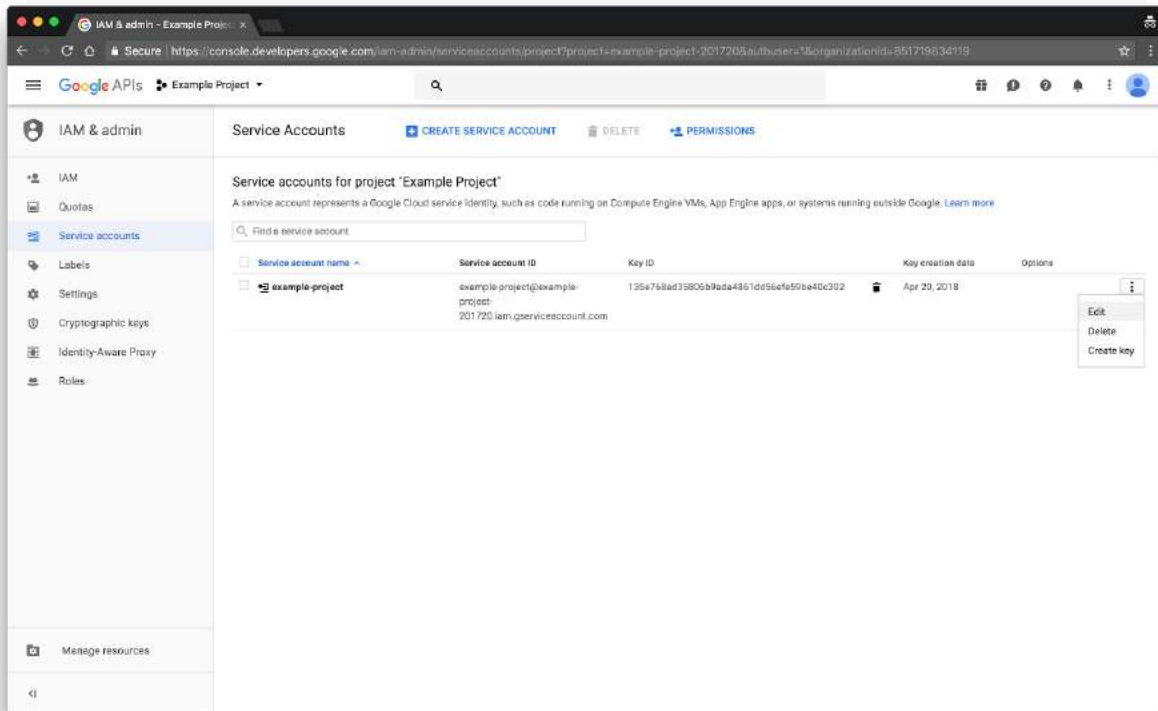 IAM & admin - Example Proje
Secure | https://console.developers.google.com/iam-admin/serviceaccounts/project?project=example-project-201720&authuser=1&organizationId=851719834119
Google APIs Example Project
IAM & admin
Service Accounts CREATE SERVICE ACCOUNT DELETE PERMISSIONS
IAM
Quotas
Service accounts
Labels
Settings
Cryptographic keys
Identity-Aware Proxy
Roles
Manage resources
Service accounts for project "Example Project"
A service account represents a Google Cloud service identity, such as code running on Compute Engine VMs, App Engine apps, or systems running outside Google. Learn more
Find a service account
Service account name Service account ID Key ID Key creation date Options
example-project example-project@example- 135e768ad35806b9ada4861dd56efe59be40c302 Apr 20, 2018
project-
201720.iam.gserviceaccount.com
Edit
Delete
Create key